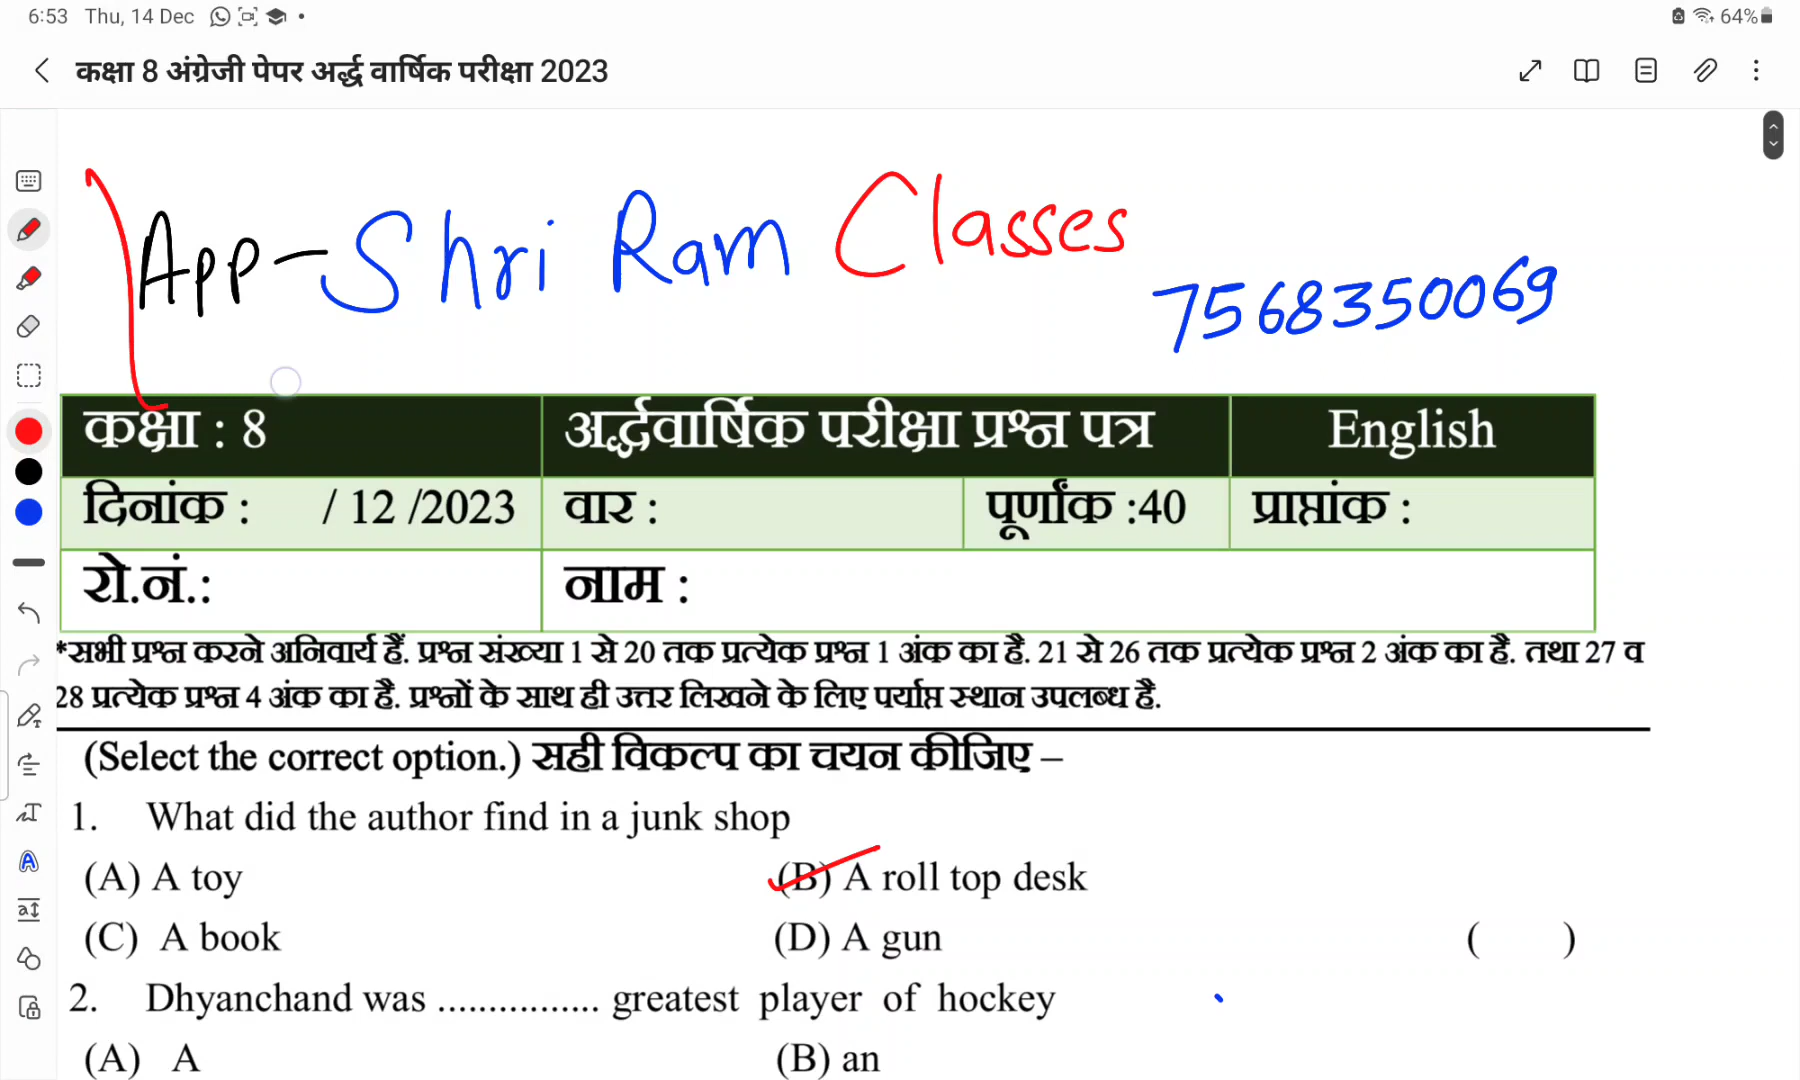 6:53 Thu, 14 Dec 64%
कक्षा 8 अंग्रेजी पेपर अर्द्ध वार्षिक परीक्षा 2023
App - Shri Ram Classes
7568350069
कक्षा : 8 अर्द्धवार्षिक परीक्षा प्रश्न पत्र English
दिनांक : / 12 /2023 वार : पूर्णांक :40 प्राप्तांक :
रो.नं.: नाम :
*सभी प्रश्न करने अनिवार्य हैं. प्रश्न संख्या 1 से 20 तक प्रत्येक प्रश्न 1 अंक का है. 21 से 26 तक प्रत्येक प्रश्न 2 अंक का है. तथा 27 व
28 प्रत्येक प्रश्न 4 अंक का है. प्रश्नों के साथ ही उत्तर लिखने के लिए पर्याप्त स्थान उपलब्ध है.
(Select the correct option.) सही विकल्प का चयन कीजिए –
1. What did the author find in a junk shop
(A) A toy (B) A roll top desk
(C) A book (D) A gun ( )
2. Dhyanchand was ................ greatest player of hockey
(A) A (B) an